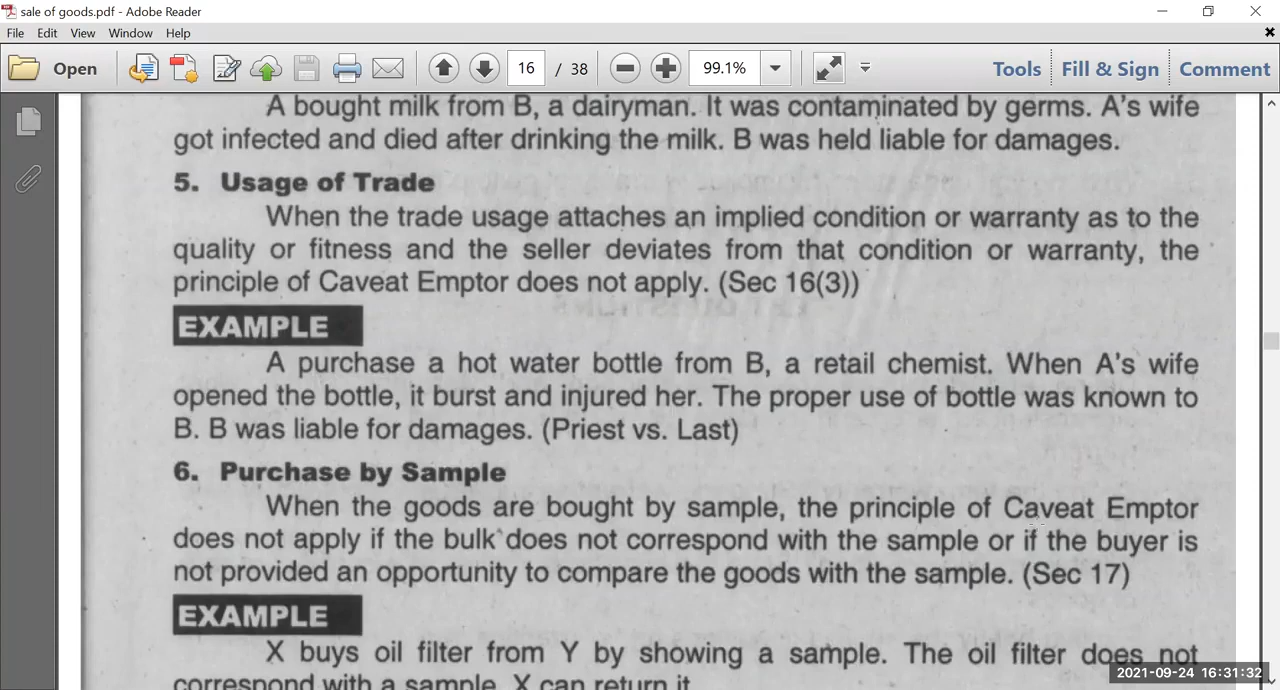 sale of goods.pdf - Adobe Reader
File Edit View Window Help
Open 16 / 38 99.1% Tools Fill & Sign Comment
A bought milk from B, a dairyman. It was contaminated by germs. A's wife
got infected and died after drinking the milk. B was held liable for damages.
5. Usage of Trade
When the trade usage attaches an implied condition or warranty as to the
quality or fitness and the seller deviates from that condition or warranty, the
principle of Caveat Emptor does not apply. (Sec 16(3))
EXAMPLE
A purchase a hot water bottle from B, a retail chemist. When A's wife
opened the bottle, it burst and injured her. The proper use of bottle was known to
B. B was liable for damages. (Priest vs. Last)
6. Purchase by Sample
When the goods are bought by sample, the principle of Caveat Emptor
does not apply if the bulk does not correspond with the sample or if the buyer is
not provided an opportunity to compare the goods with the sample. (Sec 17)
EXAMPLE
X buys oil filter from Y by showing a sample. The oil filter does not
correspond with a sample. X can return it
2021-09-24 16:31:32